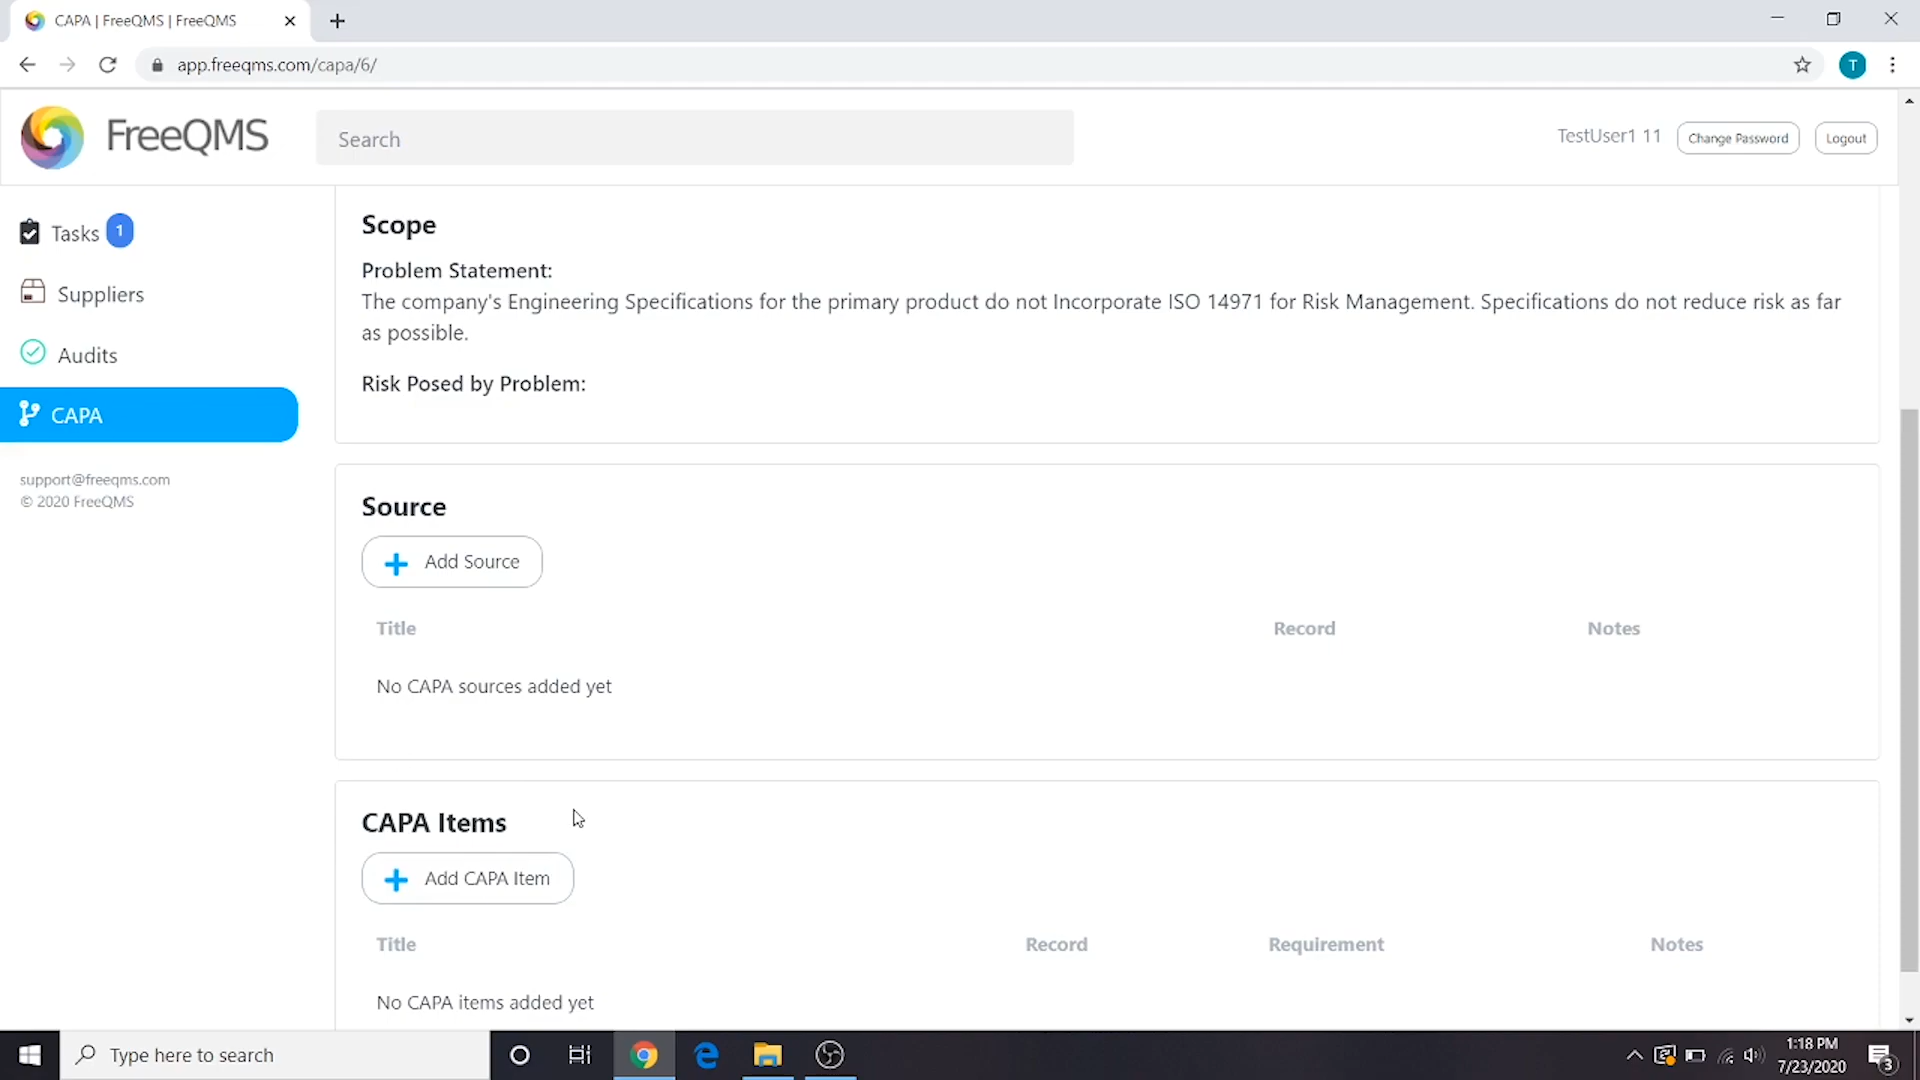 CAPA | FreeQMS | FreeQMS
app.freeqms.com/capa/6/
T
FreeQMS
Search
TestUser1 11
Change Password
Logout
Tasks 1
Suppliers
Audits
CAPA
support@freeqms.com
© 2020 FreeQMS
Scope
Problem Statement:
The company's Engineering Specifications for the primary product do not Incorporate ISO 14971 for Risk Management. Specifications do not reduce risk as far
as possible.
Risk Posed by Problem:
Source
Add Source
Title Record Notes
No CAPA sources added yet
CAPA Items
Add CAPA Item
Title Record Requirement Notes
No CAPA items added yet
Type here to search
1:18 PM
7/23/2020
3